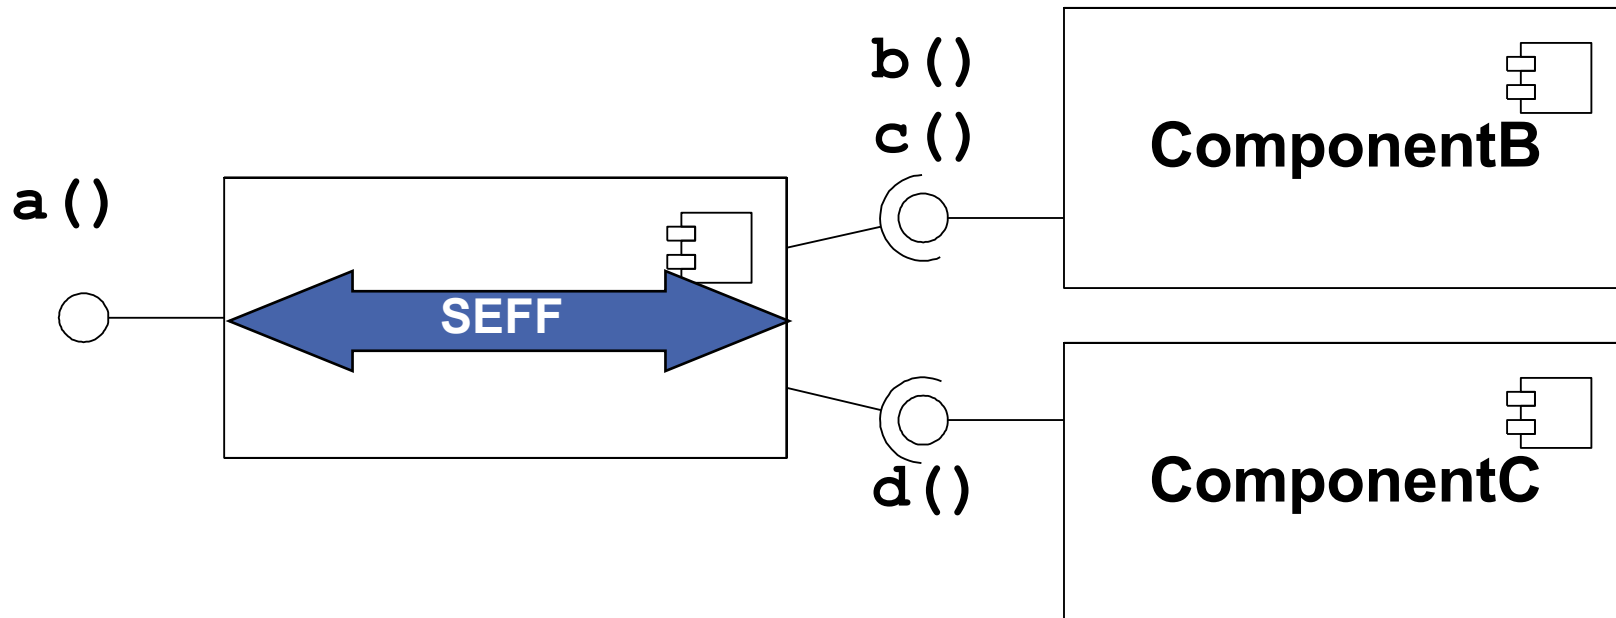 a()
SEFF
b()
c()
d()
ComponentB
ComponentC